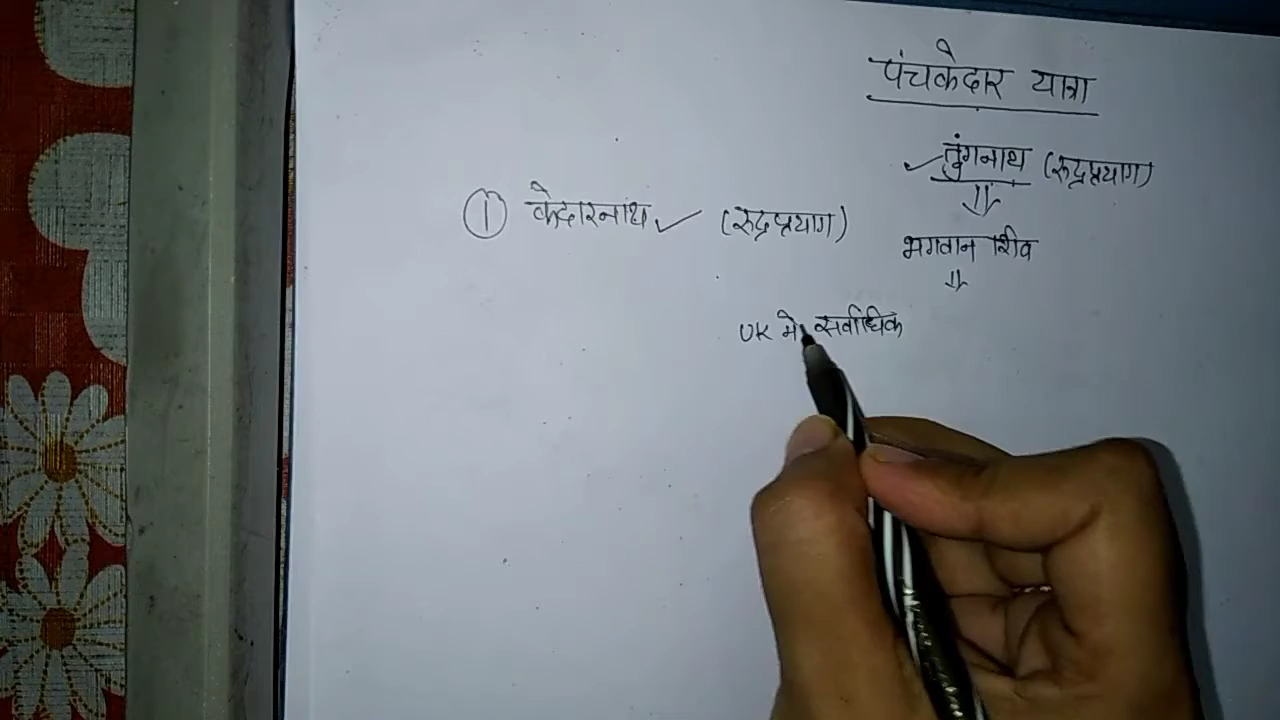 पंचकेदार यात्रा
तुंगनाथ (रुद्रप्रयाग)
① केदारनाथ (रुद्रप्रयाग)
भगवान शिव
UK मे सर्वाधिक